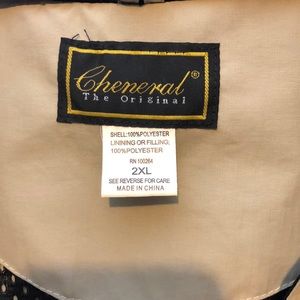 Cheneral®
The Original
SHELL:100%POLYESTER
LINING OR FILLING;
100%POLYESTER
RN 100264
2XL
SEE REVERSE FOR CARE
MADE IN CHINA